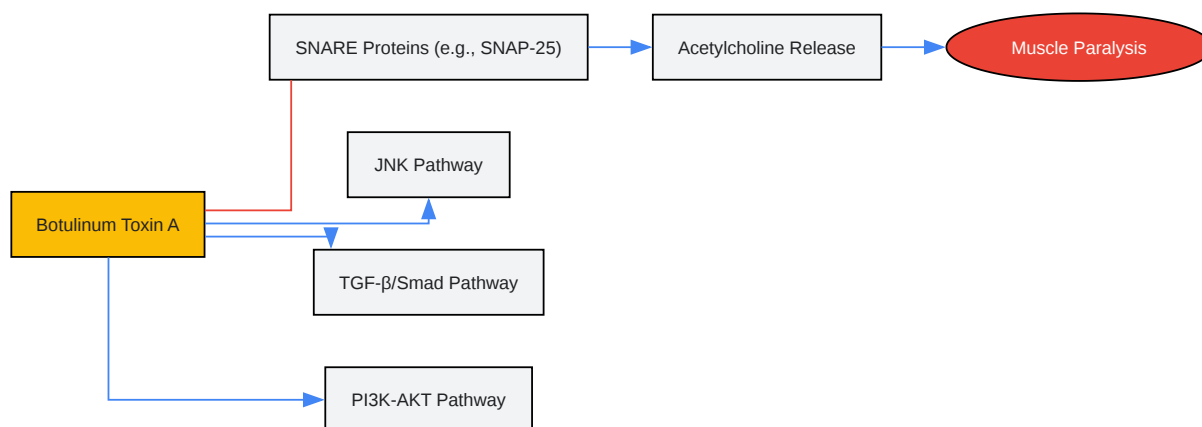 SNARE Proteins (e.g., SNAP-25)
Acetylcholine Release
Muscle Paralysis
JNK Pathway
Botulinum Toxin A
TGF-β/Smad Pathway
PI3K-AKT Pathway